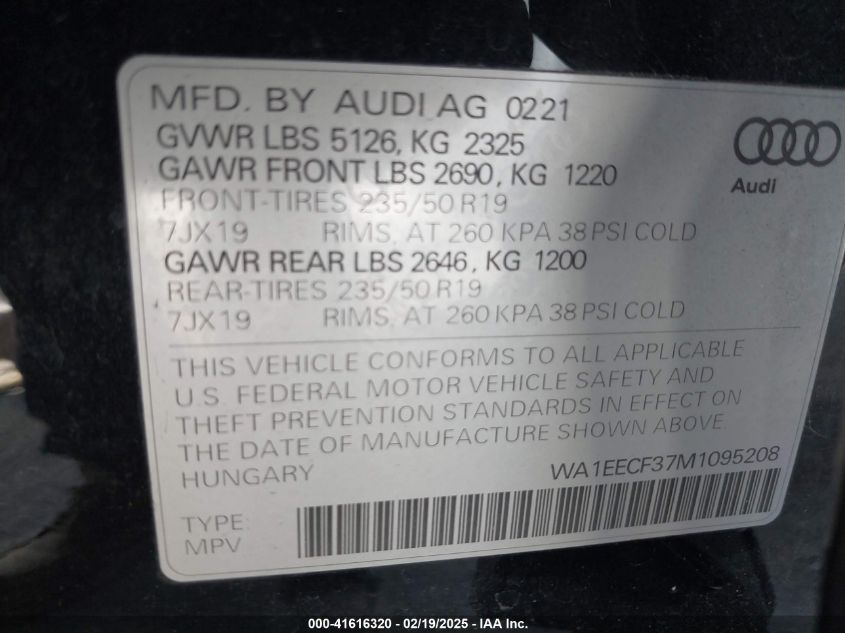 MFD. BY AUDI AG 0221
GVWR LBS 5126, KG 2325
GAWR FRONT LBS 2690, KG 1220
FRONT-TIRES 235/50 R19
7JX19 RIMS, AT 260 KPA 38 PSI COLD
GAWR REAR LBS 2646, KG 1200
REAR-TIRES 235/50 R19
7JX19 RIMS, AT 260 KPA 38 PSI COLD
Audi
THIS VEHICLE CONFORMS TO ALL APPLICABLE
U.S. FEDERAL MOTOR VEHICLE SAFETY AND
THEFT PREVENTION STANDARDS IN EFFECT ON
THE DATE OF MANUFACTURE SHOWN ABOVE
HUNGARY WA1EECF37M1095208
TYPE:
MPV
000-41616320 - 02/19/2025 - IAA Inc.